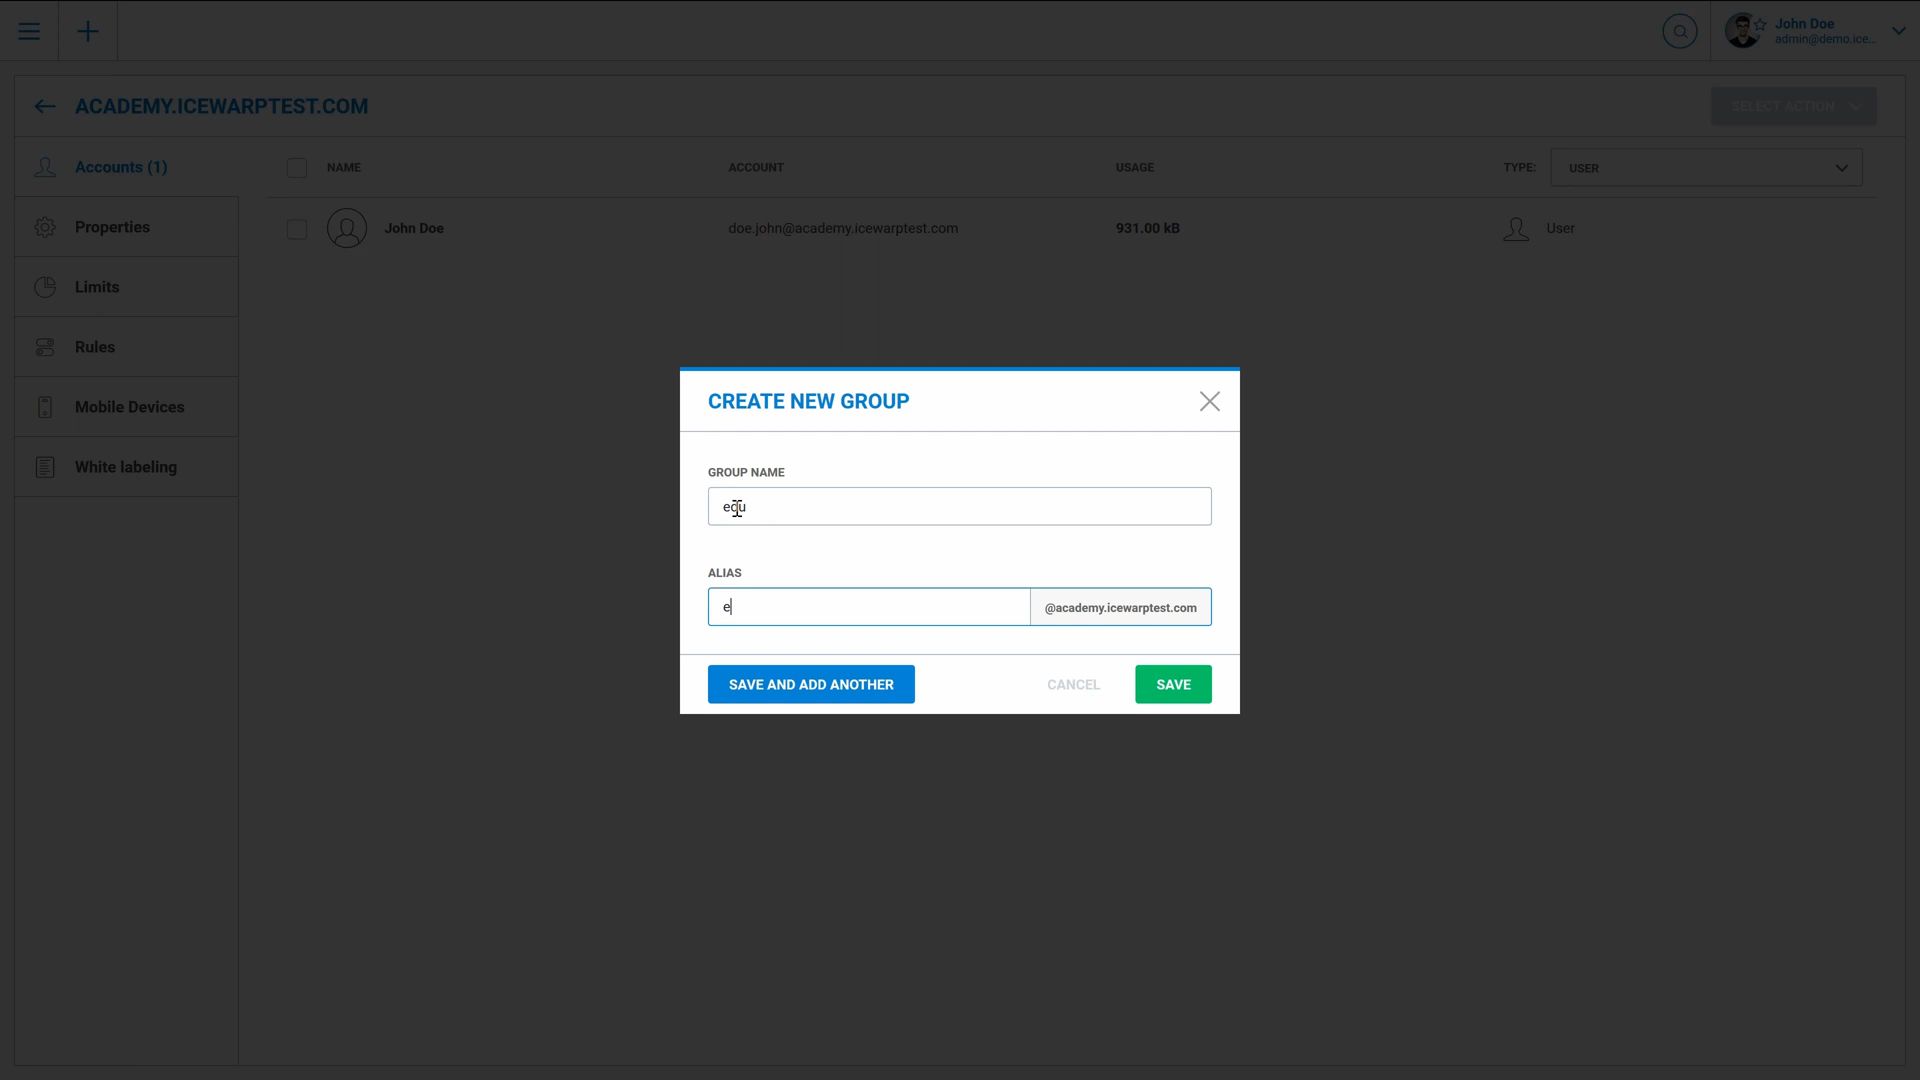 John Doe
admin@demo.ice...
ACADEMY.ICEWARPTEST.COM
SELECT ACTION
Accounts (1)
NAME
ACCOUNT
USAGE
TYPE:
USER
Properties
John Doe
doe.john@academy.icewarptest.com
931.00 kB
User
Limits
Rules
Mobile Devices
White labeling
CREATE NEW GROUP
GROUP NAME
edu
ALIAS
e
@academy.icewarptest.com
SAVE AND ADD ANOTHER
CANCEL
SAVE